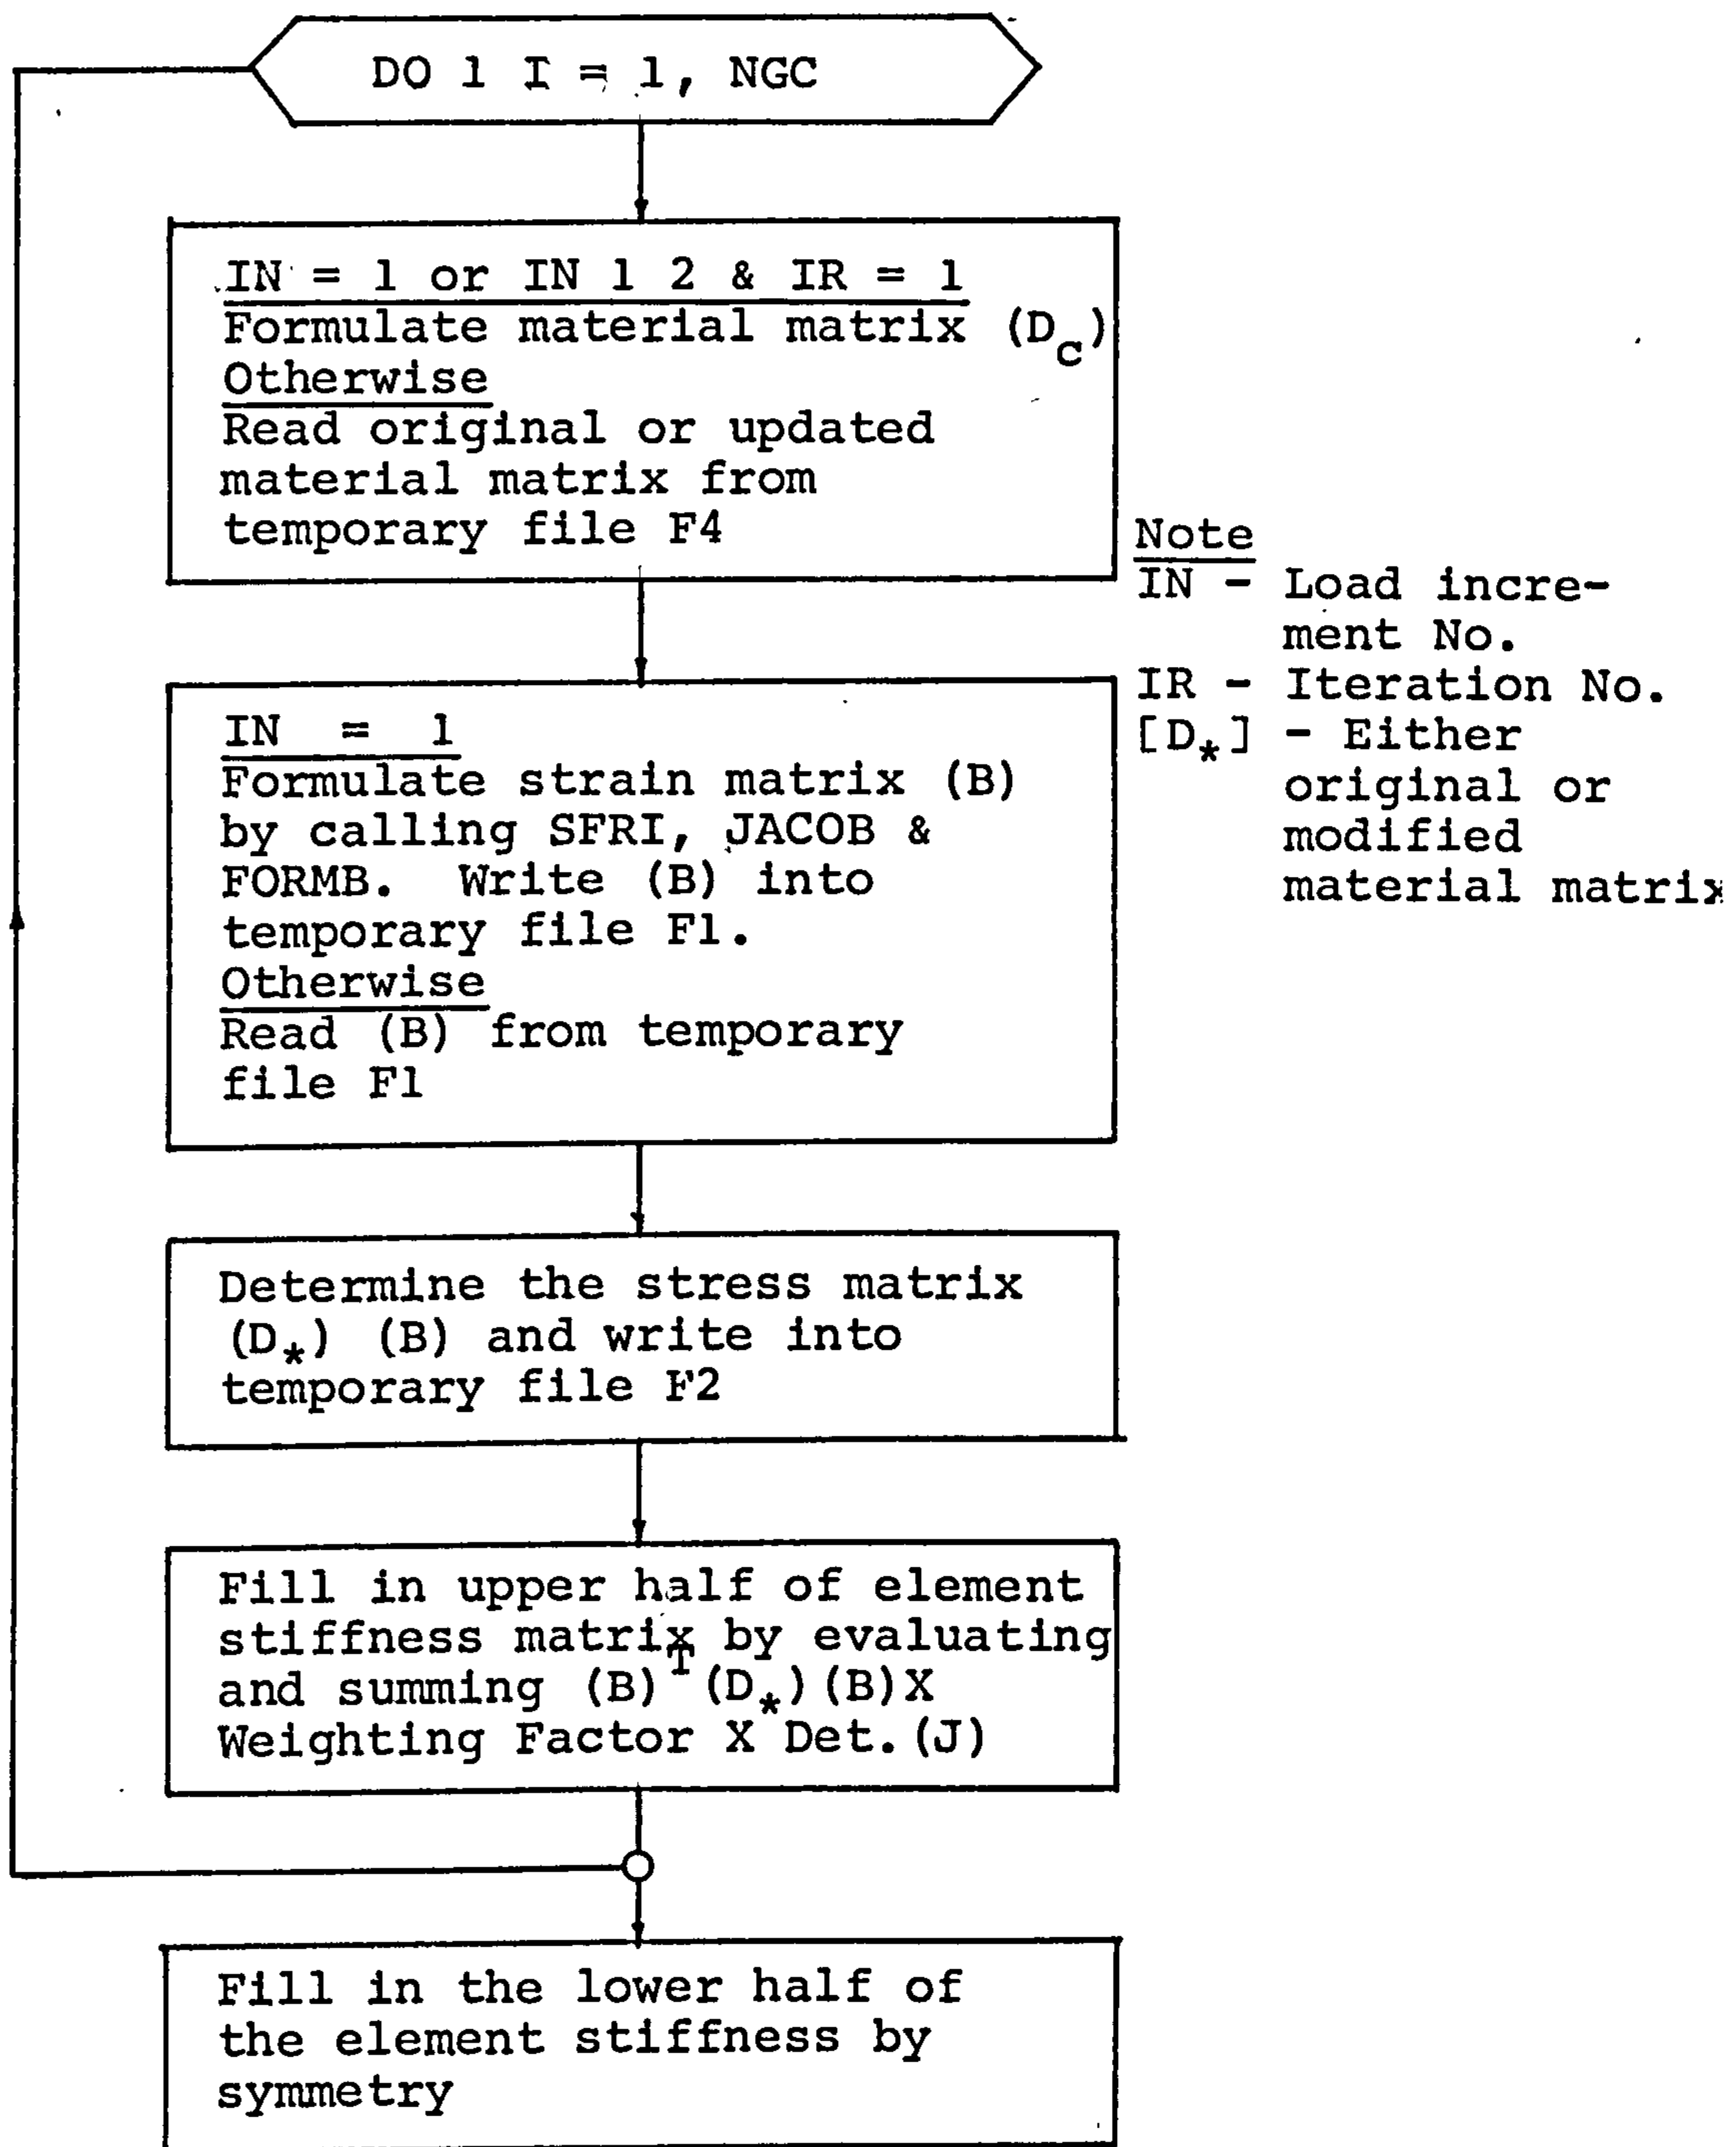 DO 1 I = 1, NGC
IN = 1 or IN 1 2 & IR = 1
Formulate material matrix (D_c)
Otherwise
Read original or updated
material matrix from
temporary file F4
Note
IN - Load incre-
ment No.
IR - Iteration No.
[D_*] - Either
original or
modified
material matrix
IN = 1
Formulate strain matrix (B)
by calling SFRI, JACOB &
FORMB. Write (B) into
temporary file F1.
Otherwise
Read (B) from temporary
file F1
Determine the stress matrix
(D_*) (B) and write into
temporary file F2
Fill in upper half of element
stiffness matrix by evaluating
and summing (B)^T (D_*) (B)X
Weighting Factor X Det.(J)
Fill in the lower half of
the element stiffness by
symmetry